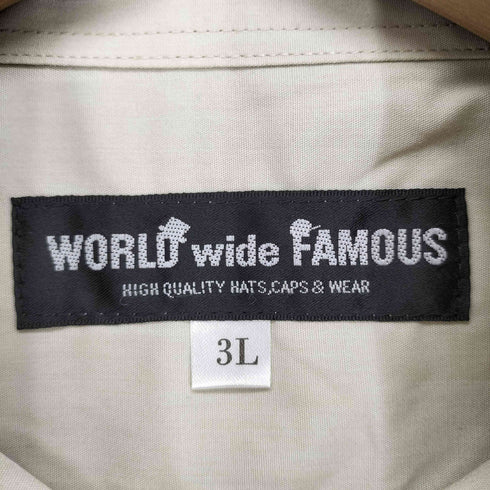 WORLD wide FAMOUS
HIGH QUALITY HATS,CAPS & WEAR
3L